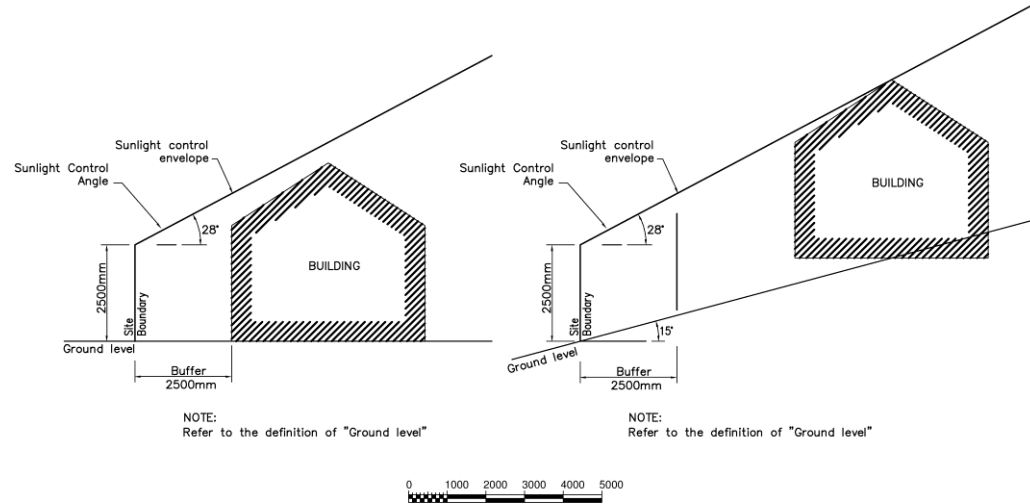 Sunlight control
envelope
Sunlight Control
Angle
28°
BUILDING
2500mm
Site
Boundary
Ground level
Buffer
2500mm
NOTE:
Refer to the definition of "Ground level"
Sunlight control
envelope
Sunlight Control
Angle
28°
BUILDING
2500mm
Site
Boundary
15°
Ground level
Buffer
2500mm
NOTE:
Refer to the definition of "Ground level"
0 1000 2000 3000 4000 5000